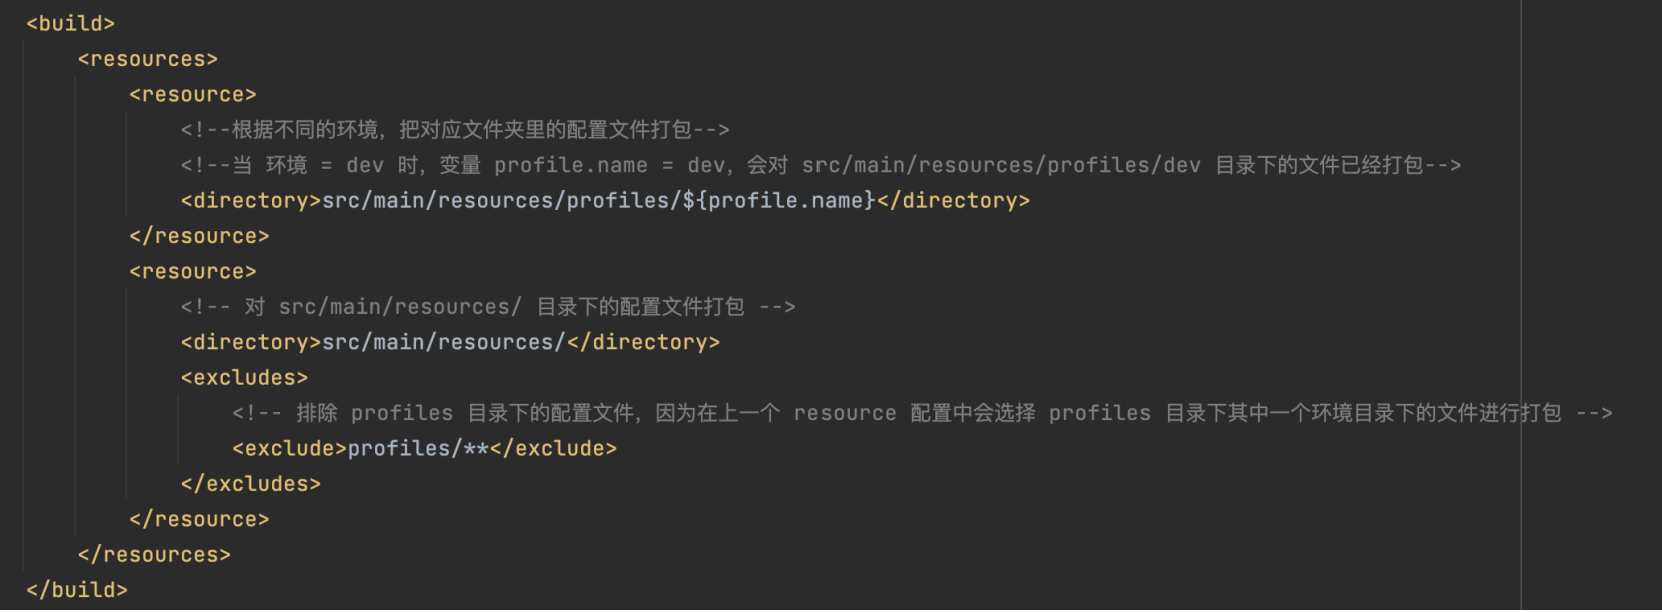 <build>
<resources>
<resource>
<!--根据不同的环境，把对应文件夹里的配置文件打包-->
<!--当 环境 = dev 时，变量 profile.name = dev，会对 src/main/resources/profiles/dev 目录下的文件已经打包-->
<directory>src/main/resources/profiles/${profile.name}</directory>
</resource>
<resource>
<!-- 对 src/main/resources/ 目录下的配置文件打包 -->
<directory>src/main/resources/</directory>
<excludes>
<!-- 排除 profiles 目录下的配置文件，因为在上一个 resource 配置中会选择 profiles 目录下其中一个环境目录下的文件进行打包 -->
<exclude>profiles/**</exclude>
</excludes>
</resource>
</resources>
</build>